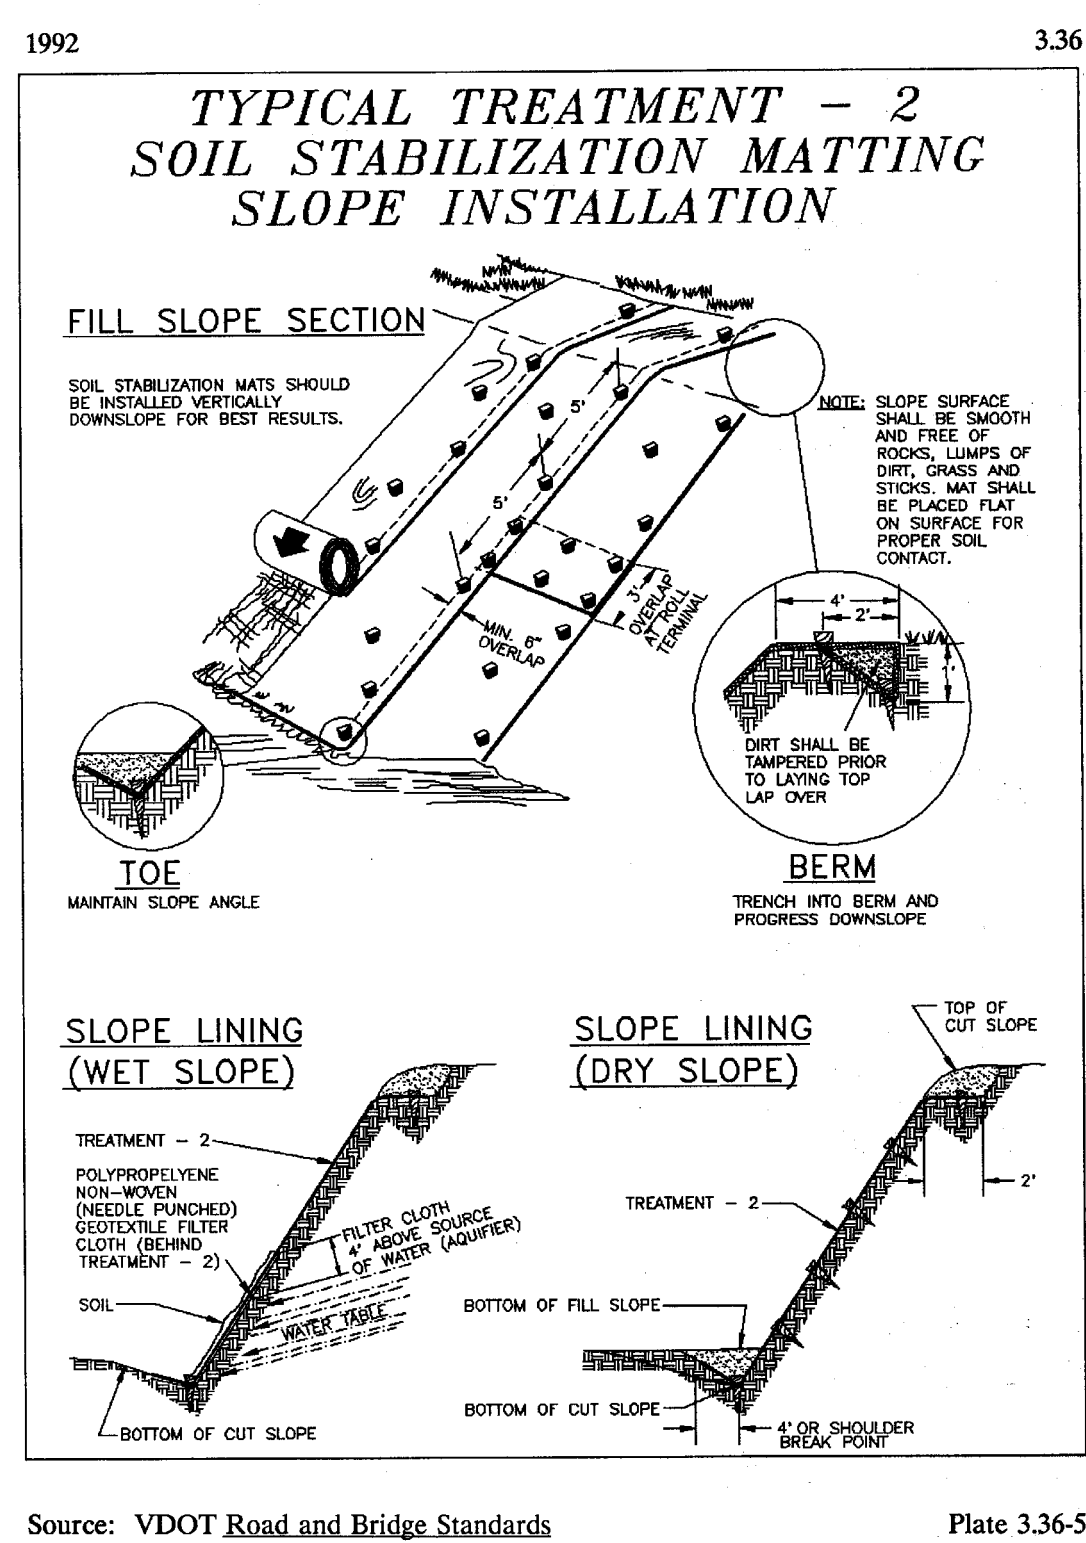 1992
3.36
TYPICAL TREATMENT - 2
SOIL STABILIZATION MATTING
SLOPE INSTALLATION
FILL SLOPE SECTION
SOIL STABILIZATION MATS SHOULD
BE INSTALLED VERTICALLY
DOWNSLOPE FOR BEST RESULTS.
5'
5'
NOTE: SLOPE SURFACE
SHALL BE SMOOTH
AND FREE OF
ROCKS, LUMPS OF
DIRT, GRASS AND
STICKS. MAT SHALL
BE PLACED FLAT
ON SURFACE FOR
PROPER SOIL
CONTACT.
MIN. 6"
OVERLAP
3'
OVERLAP
AT ROLL
TERMINAL
4'
2'
1'
DIRT SHALL BE
TAMPERED PRIOR
TO LAYING TOP
LAP OVER
TOE
MAINTAIN SLOPE ANGLE
BERM
TRENCH INTO BERM AND
PROGRESS DOWNSLOPE
SLOPE LINING
(WET SLOPE)
TREATMENT - 2
POLYPROPELYENE
NON-WOVEN
(NEEDLE PUNCHED)
GEOTEXTILE FILTER
CLOTH (BEHIND
TREATMENT - 2)
SOIL
FILTER CLOTH
4' ABOVE SOURCE
OF WATER (AQUIFIER)
WATER TABLE
BOTTOM OF CUT SLOPE
SLOPE LINING
(DRY SLOPE)
TOP OF
CUT SLOPE
2'
TREATMENT - 2
BOTTOM OF FILL SLOPE
BOTTOM OF CUT SLOPE
4' OR SHOULDER
BREAK POINT
Source: VDOT Road and Bridge Standards
Plate 3.36-5